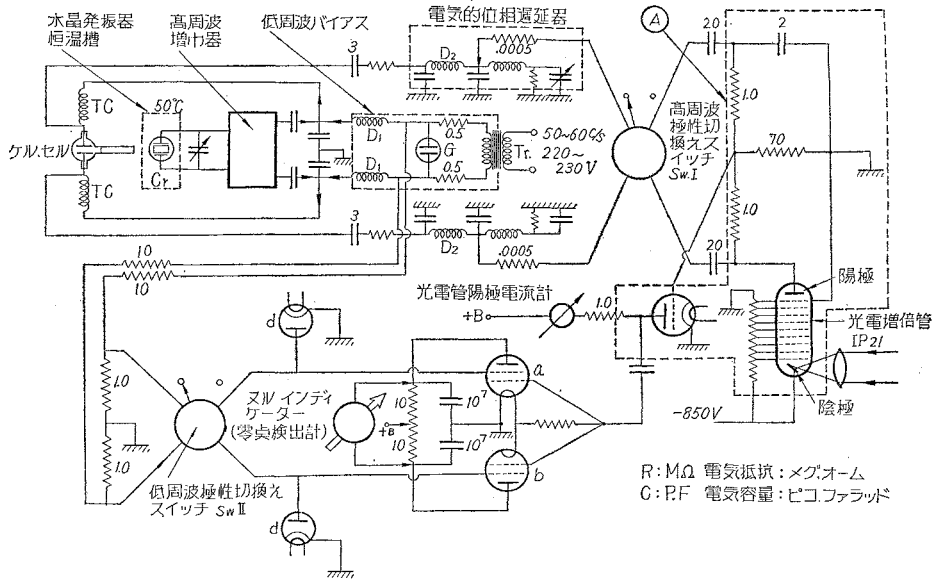 水晶発振器
恒温槽
高周波
増巾器
低周波バイアス
電気的位相遅延器
TC
50℃
Cr.
ケル.セル
TC
3
D2
.0005
D1
D1
0.5
G
0.5
Tr.
50~60c/s
220~
230V
3
D2
.0005
A
20
2
1.0
70
1.0
20
高周波
極性切
換えス
イッチ
Sw.I
10
10
1.0
1.0
光電管陽極電流計
+B
1.0
陽極
光電増倍管
IP21
陰極
-850V
d
ヌルインディ
ケーター
(零点検出計)
+B
10
10
10⁷
10⁷
a
b
低周波極性切換え
スイッチ SwⅡ
d
R:MΩ 電気抵抗:メグ.オーム
C:P.F 電気容量:ピコ.ファラッド